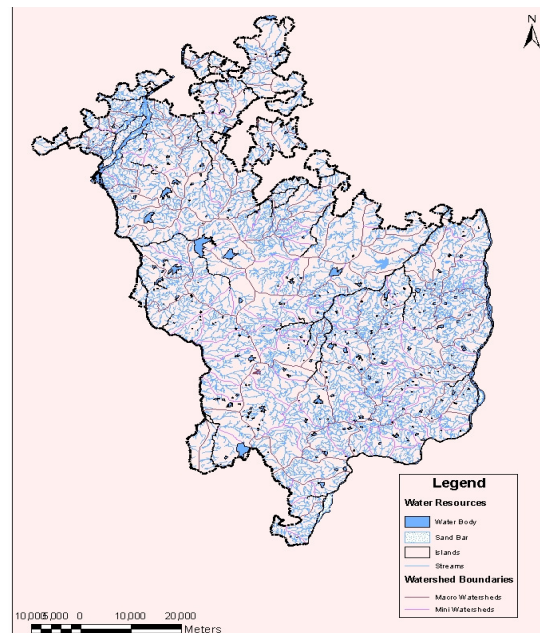 N
Legend
Water Resources
Water Body
Sand Bar
Islands
Streams
Watershed Boundaries
Macro Watersheds
Mini Watersheds
10,000 5,000 0 10,000 20,000
Meters